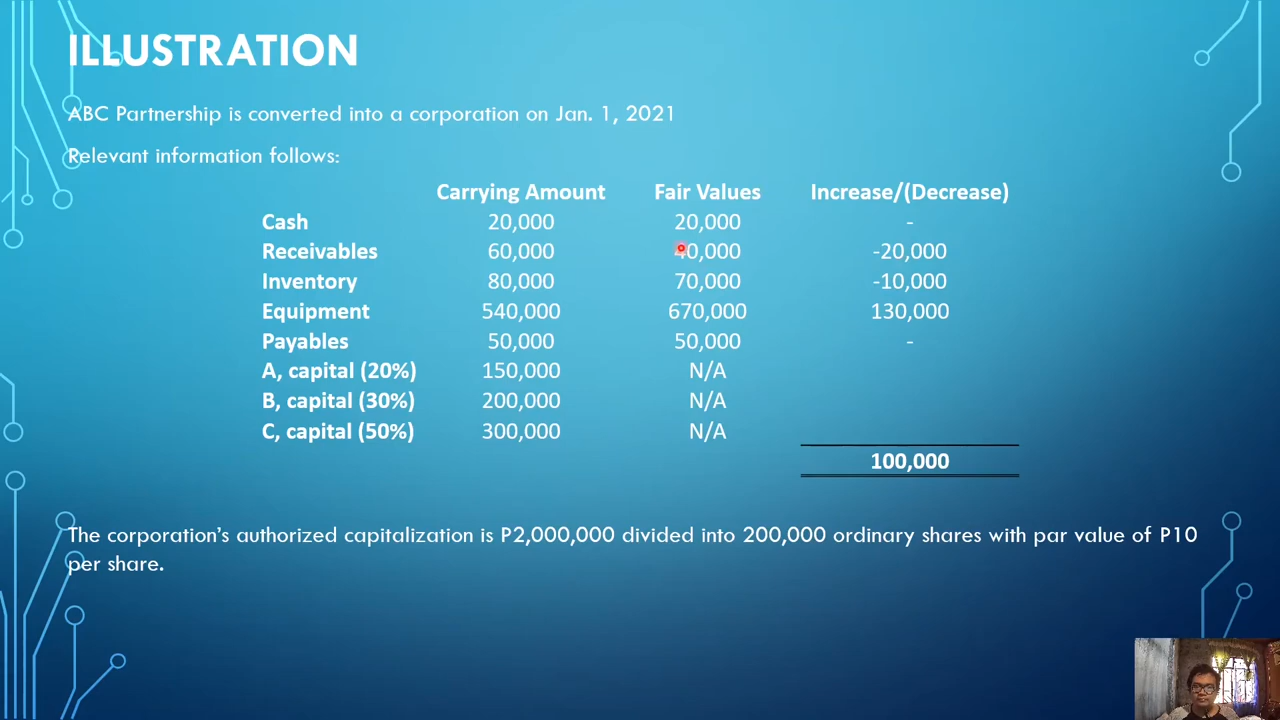 ILLUSTRATION
ABC Partnership is converted into a corporation on Jan. 1, 2021
Relevant information follows:
Carrying Amount Fair Values Increase/(Decrease)
Cash 20,000 20,000 -
Receivables 60,000 40,000 -20,000
Inventory 80,000 70,000 -10,000
Equipment 540,000 670,000 130,000
Payables 50,000 50,000 -
A, capital (20%) 150,000 N/A
B, capital (30%) 200,000 N/A
C, capital (50%) 300,000 N/A
100,000
The corporation's authorized capitalization is P2,000,000 divided into 200,000 ordinary shares with par value of P10
per share.